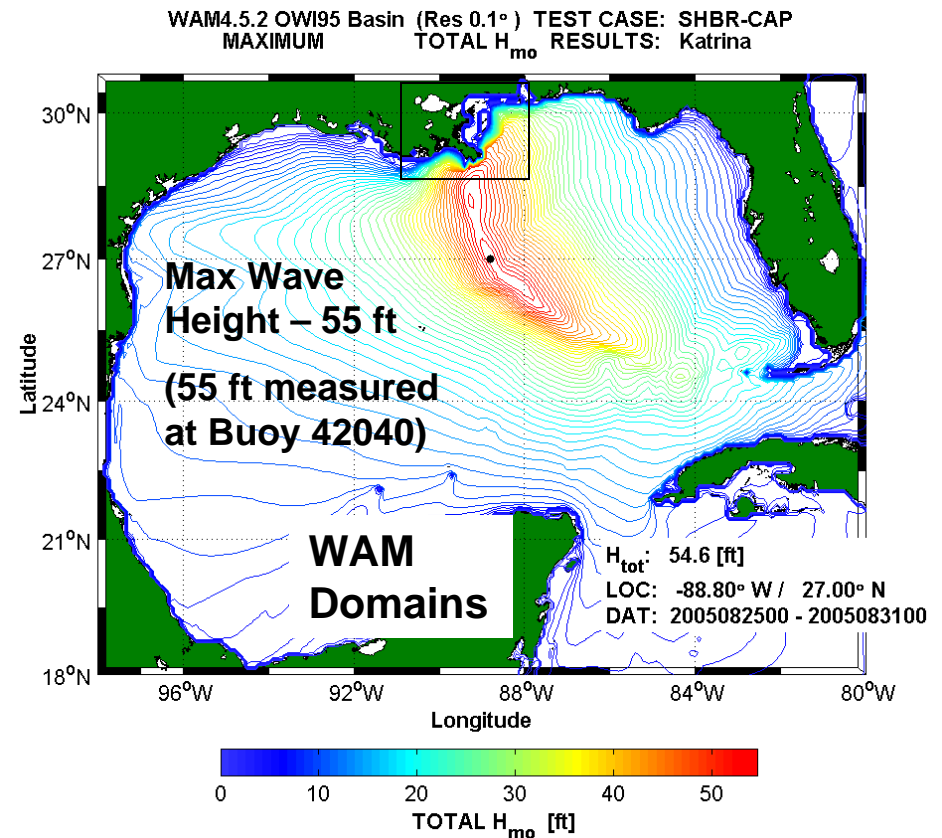 WAM4.5.2 OWI95 Basin (Res 0.1° ) TEST CASE: SHBR-CAP
MAXIMUM TOTAL Hmo RESULTS: Katrina
30°N
27°N
24°N
21°N
18°N
Latitude
Max Wave
Height – 55 ft
(55 ft measured
at Buoy 42040)
WAM
Domains
Htot: 54.6 [ft]
LOC: -88.80° W / 27.00° N
DAT: 2005082500 - 2005083100
96°W 92°W 88°W 84°W 80°W
Longitude
0 10 20 30 40 50
TOTAL Hmo [ft]